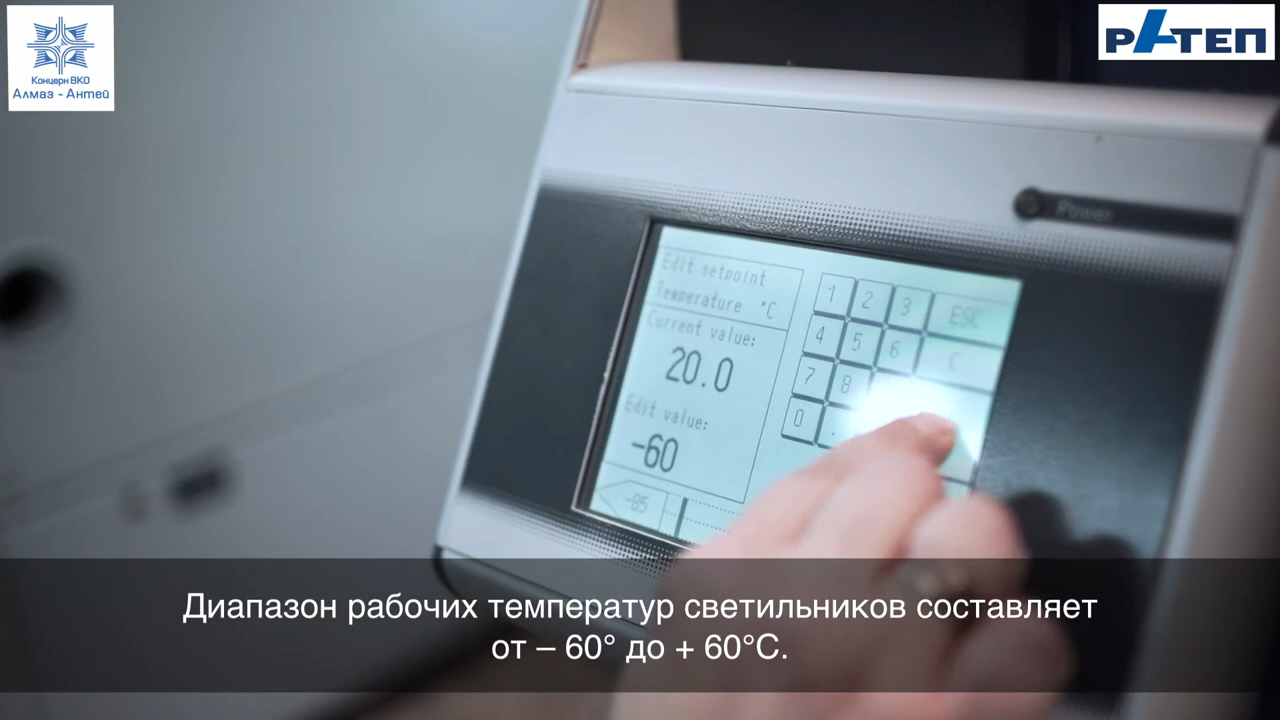 Концерн ВКО
Алмаз - Антей
РАТЕП
Power
Edit setpoint
Temperature °C
Current value:
20.0
Edit value:
-60
-85
1 2 3 ESC
4 5 6 C
7 8
0 .
Диапазон рабочих температур светильников составляет
от – 60° до + 60°С.